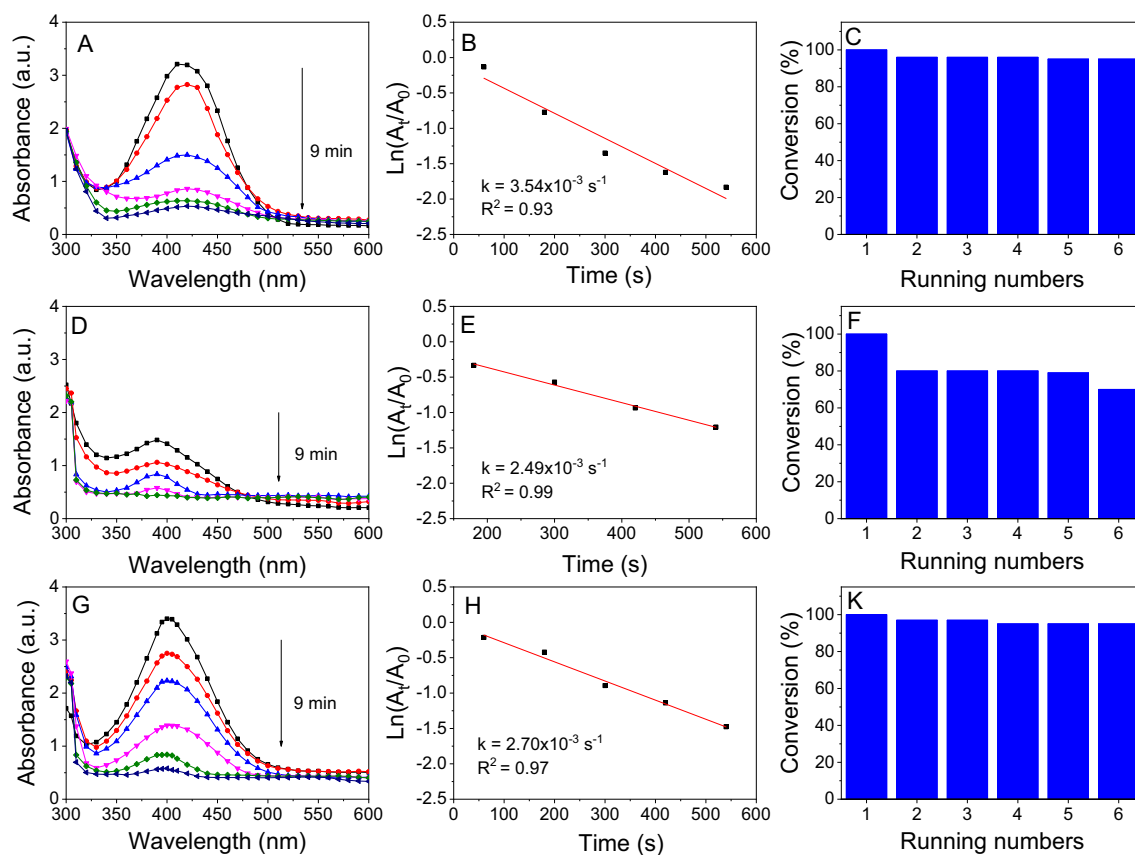 A
Absorbance (a.u.)
4
3
2
1
0
9 min
300 350 400 450 500 550 600
Wavelength (nm)
B
Ln(Aₜ/A₀)
0.0
-0.5
-1.0
-1.5
-2.0
-2.5
k = 3.54x10⁻³ s⁻¹
R² = 0.93
0 100 200 300 400 500 600
Time (s)
C
Conversion (%)
100
80
60
40
20
0
1 2 3 4 5 6
Running numbers
D
Absorbance (a.u.)
4
3
2
1
0
9 min
300 350 400 450 500 550 600
Wavelength (nm)
E
Ln(Aₜ/A₀)
0.5
0.0
-0.5
-1.0
-1.5
-2.0
-2.5
k = 2.49x10⁻³ s⁻¹
R² = 0.99
200 300 400 500 600
Time (s)
F
Conversion (%)
100
80
60
40
20
0
1 2 3 4 5 6
Running numbers
G
Absorbance (a.u.)
4
3
2
1
0
9 min
300 350 400 450 500 550 600
Wavelength (nm)
H
Ln(Aₜ/A₀)
0.5
0.0
-0.5
-1.0
-1.5
-2.0
-2.5
k = 2.70x10⁻³ s⁻¹
R² = 0.97
0 100 200 300 400 500 600
Time (s)
K
Conversion (%)
100
80
60
40
20
0
1 2 3 4 5 6
Running numbers